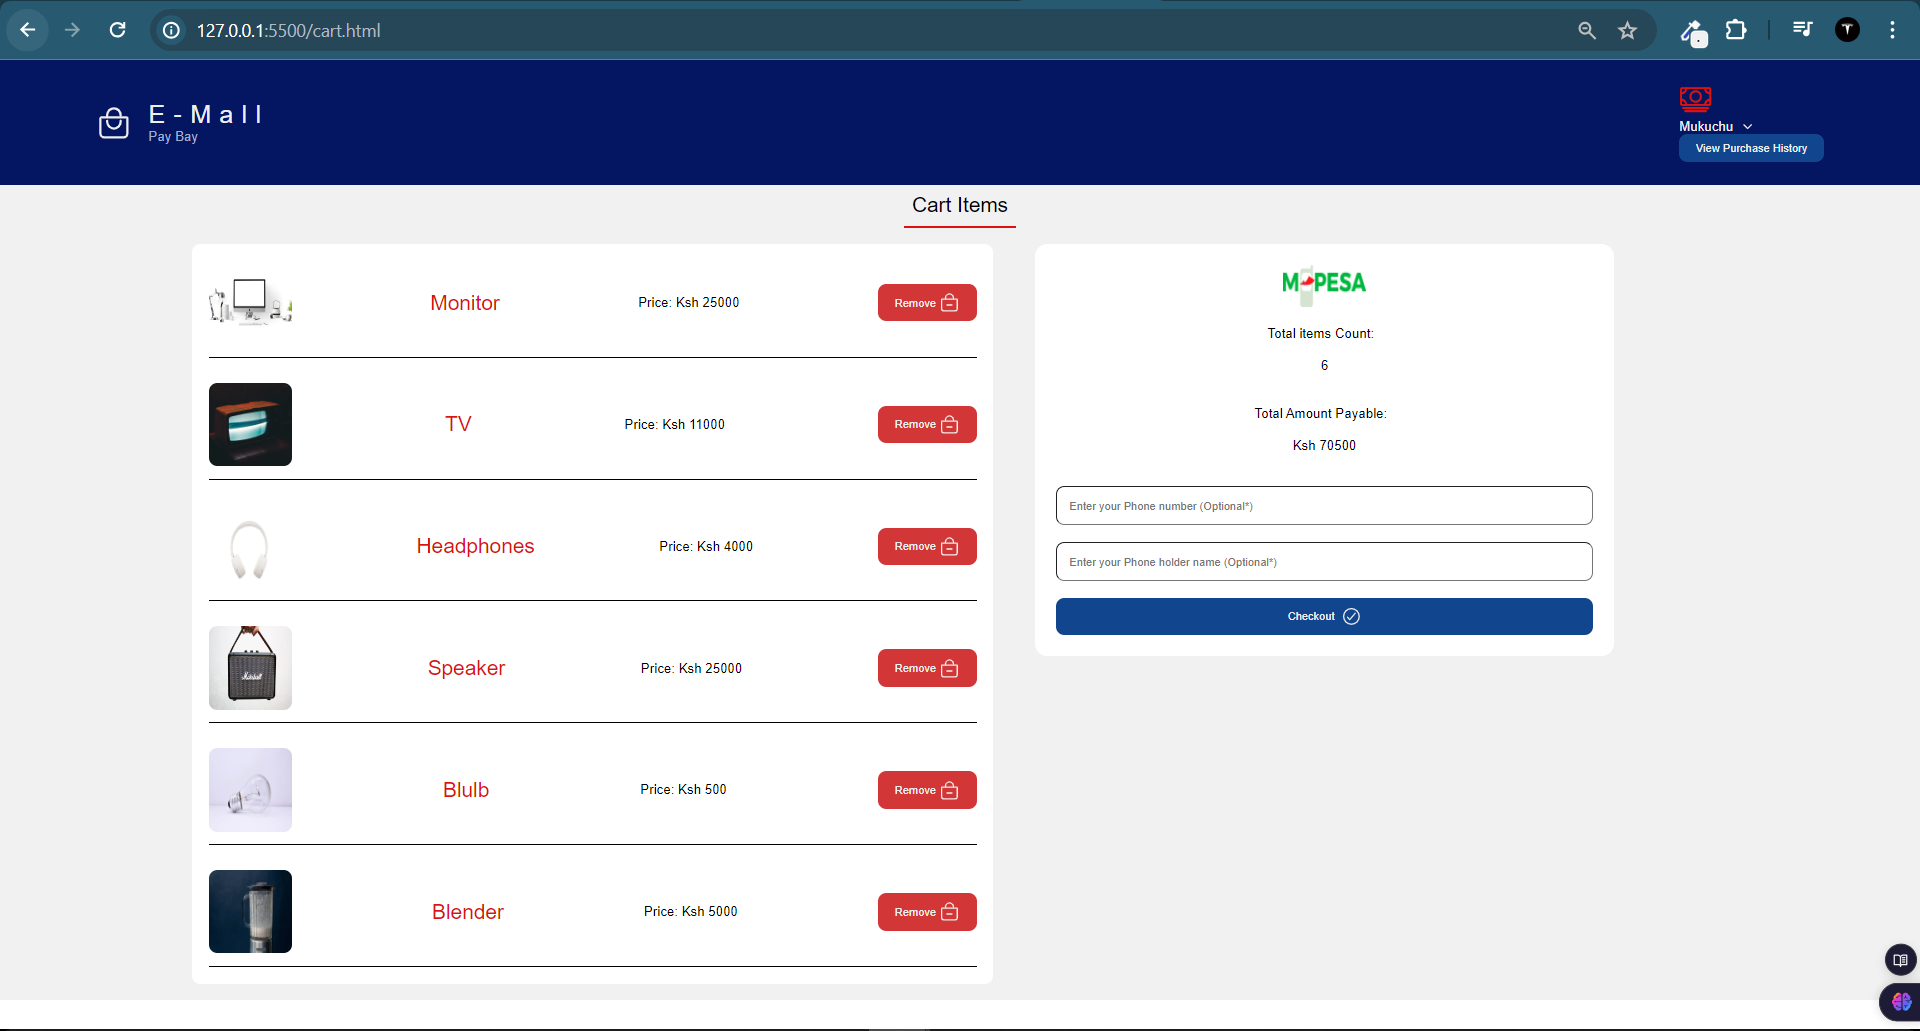 127.0.0.1:5500/cart.html
E-Mall
Pay Bay
Mukuchu
View Purchase History
Cart Items
Monitor Price: Ksh 25000 Remove
TV Price: Ksh 11000 Remove
Headphones Price: Ksh 4000 Remove
Speaker Price: Ksh 25000 Remove
Marshall
Blulb Price: Ksh 500 Remove
Blender Price: Ksh 5000 Remove
M-PESA
Total items Count:
6
Total Amount Payable:
Ksh 70500
Enter your Phone number (Optional*)
Enter your Phone holder name (Optional*)
Checkout